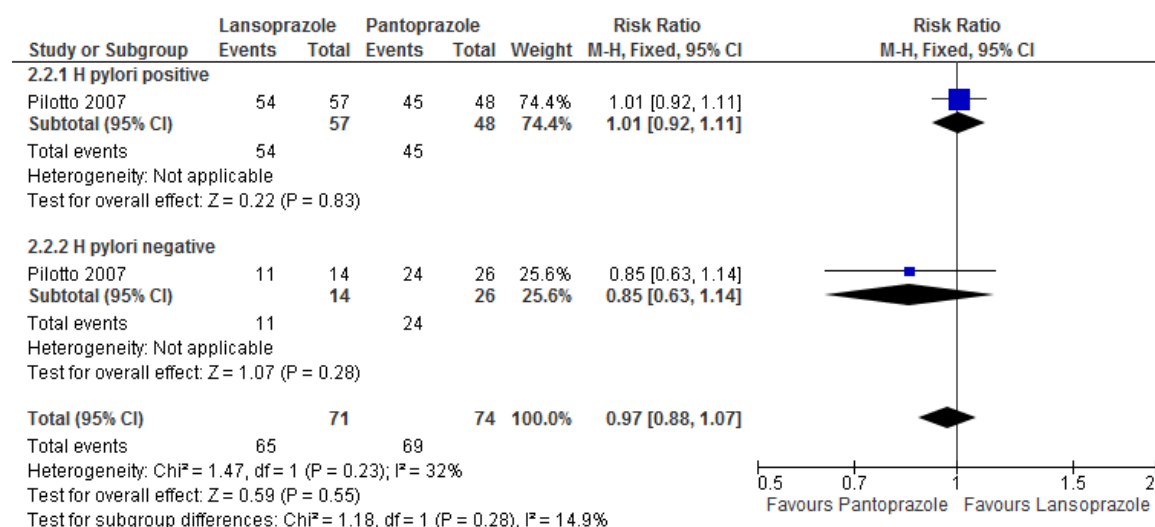 Lansoprazole Pantoprazole Risk Ratio Risk Ratio
Study or Subgroup Events Total Events Total Weight M-H, Fixed, 95% CI M-H, Fixed, 95% CI
2.2.1 H pylori positive
Pilotto 2007 54 57 45 48 74.4% 1.01 [0.92, 1.11]
Subtotal (95% CI) 57 48 74.4% 1.01 [0.92, 1.11]
Total events 54 45
Heterogeneity: Not applicable
Test for overall effect: Z = 0.22 (P = 0.83)
2.2.2 H pylori negative
Pilotto 2007 11 14 24 26 25.6% 0.85 [0.63, 1.14]
Subtotal (95% CI) 14 26 25.6% 0.85 [0.63, 1.14]
Total events 11 24
Heterogeneity: Not applicable
Test for overall effect: Z = 1.07 (P = 0.28)
Total (95% CI) 71 74 100.0% 0.97 [0.88, 1.07]
Total events 65 69
Heterogeneity: Chi² = 1.47, df = 1 (P = 0.23); I² = 32%
Test for overall effect: Z = 0.59 (P = 0.55)
Test for subgroup differences: Chi² = 1.18, df = 1 (P = 0.28), I² = 14.9%
0.5 0.7 1 1.5 2
Favours Pantoprazole Favours Lansoprazole